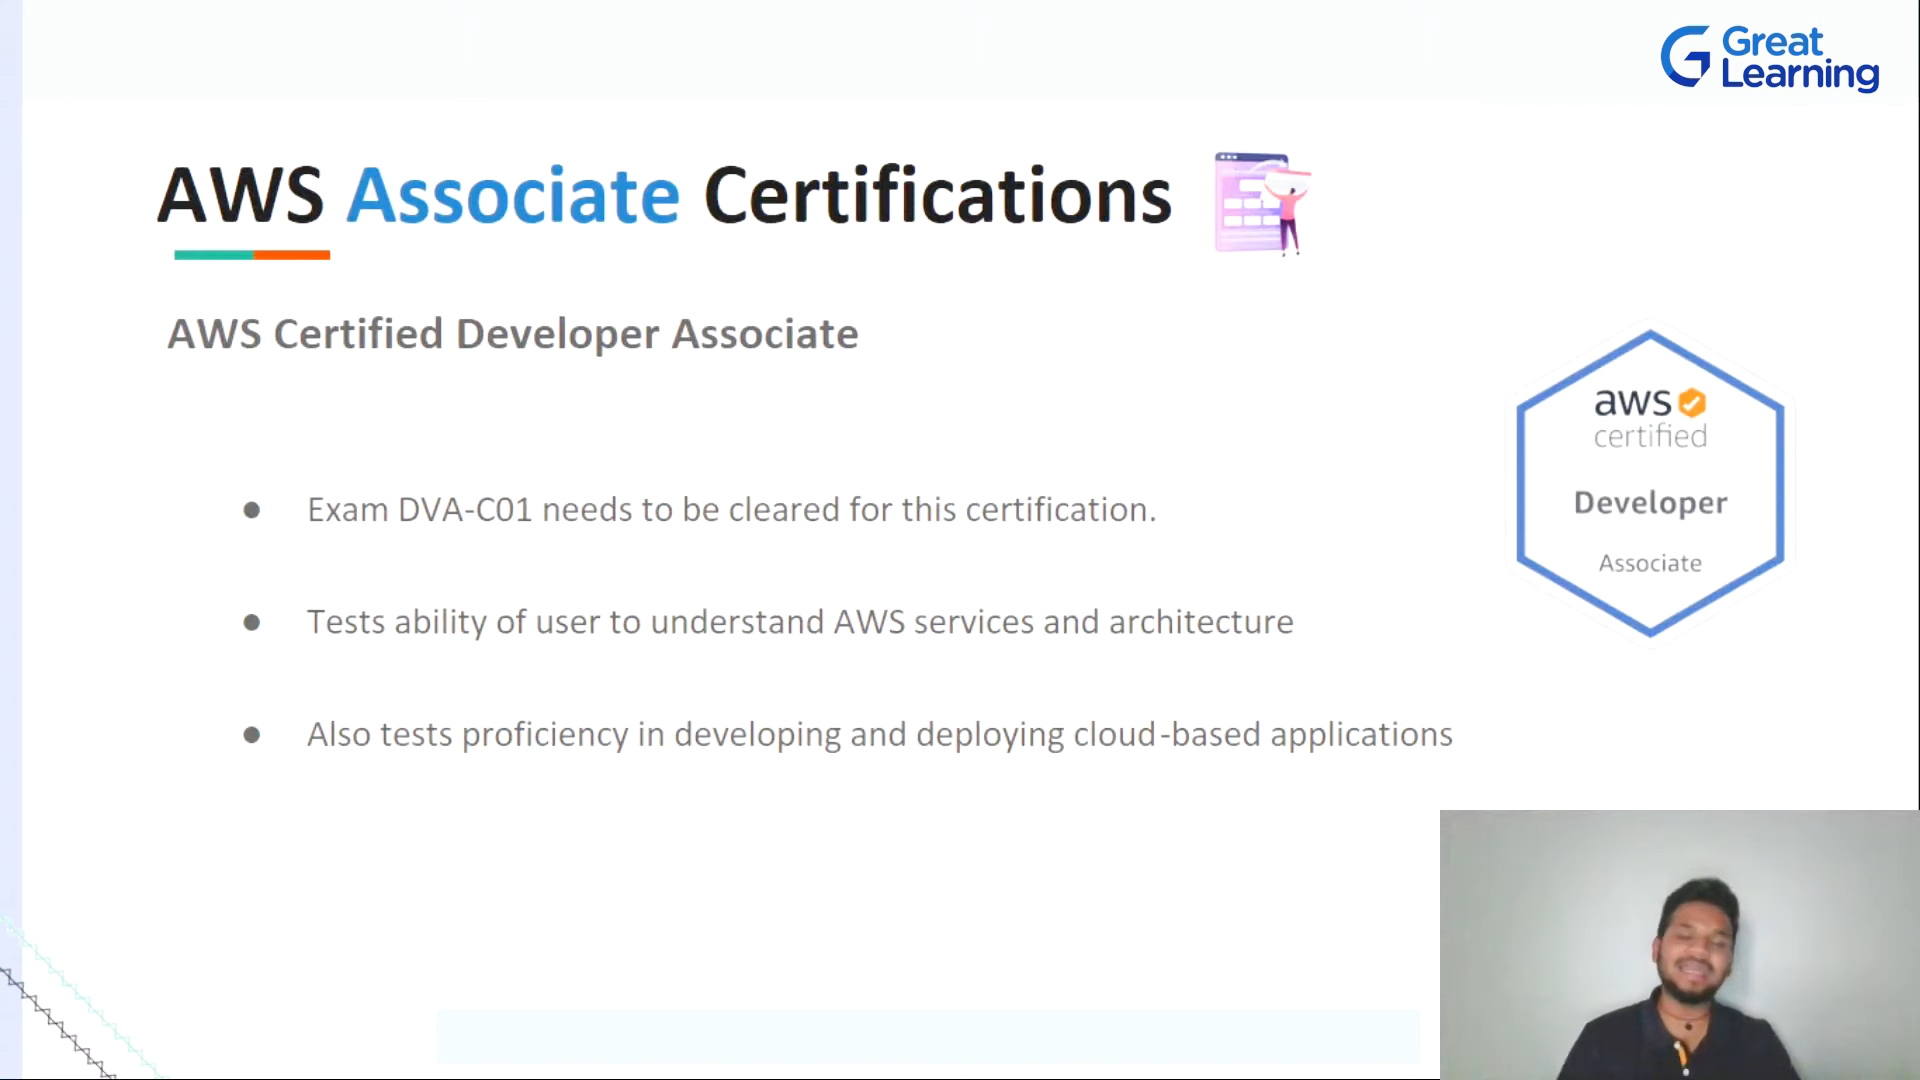 Great
Learning
AWS Associate Certifications
AWS Certified Developer Associate
aws
certified
Developer
Associate
● Exam DVA-C01 needs to be cleared for this certification.
● Tests ability of user to understand AWS services and architecture
● Also tests proficiency in developing and deploying cloud-based applications